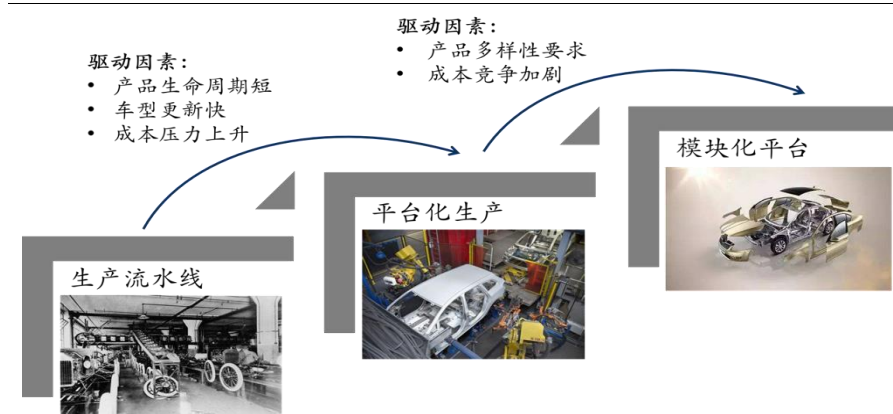 驱动因素：
• 产品生命周期短
• 车型更新快
• 成本压力上升
驱动因素：
• 产品多样性要求
• 成本竞争加剧
生产流水线
平台化生产
模块化平台